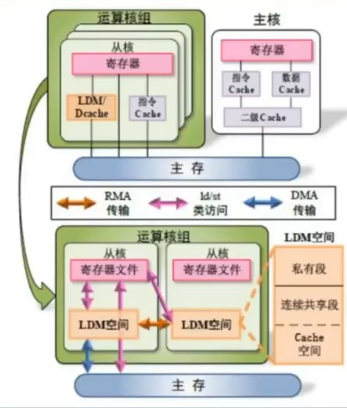 运算核组
主核
从核
寄存器
寄存器
LDM/
Dcache
指令
Cache
指令
Cache
数据
Cache
二级Cache
主 存
RMA
传输
ld/st
类访问
DMA
传输
运算核组
LDM空间
从核
从核
寄存器文件
寄存器文件
私有段
LDM空间
LDM空间
连续共享段
Cache
空间
主 存